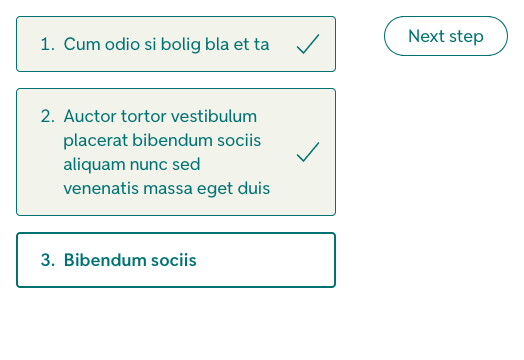 1. Cum odio si bolig bla et ta
Next step
2. Auctor tortor vestibulum
placerat bibendum sociis
aliquam nunc sed
venenatis massa eget duis
3. Bibendum sociis